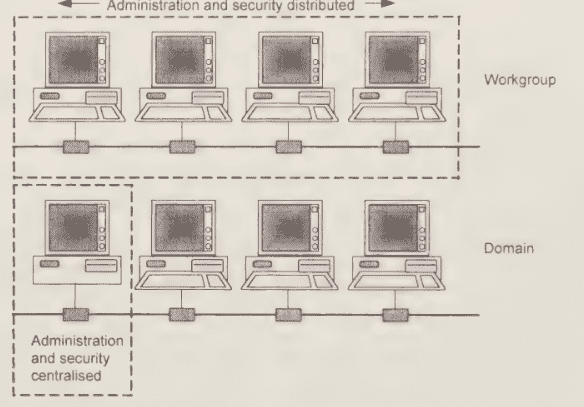 Administration and security distributed
Workgroup
Domain
Administration
and security
centralised